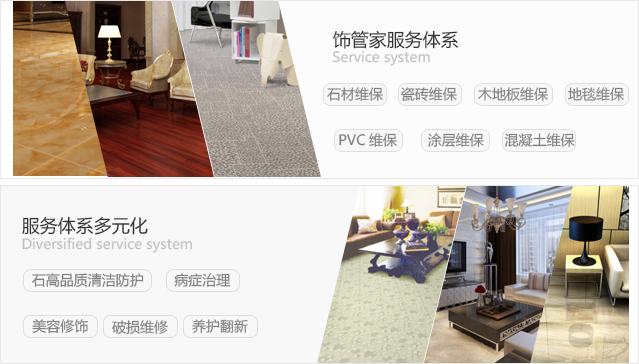 饰管家服务体系
Service system
石材维保 瓷砖维保 木地板维保 地毯维保
PVC 维保 涂层维保 混凝土维保
服务体系多元化
Diversified service system
石高品质清洁防护 病症治理
美容修饰 破损维修 养护翻新